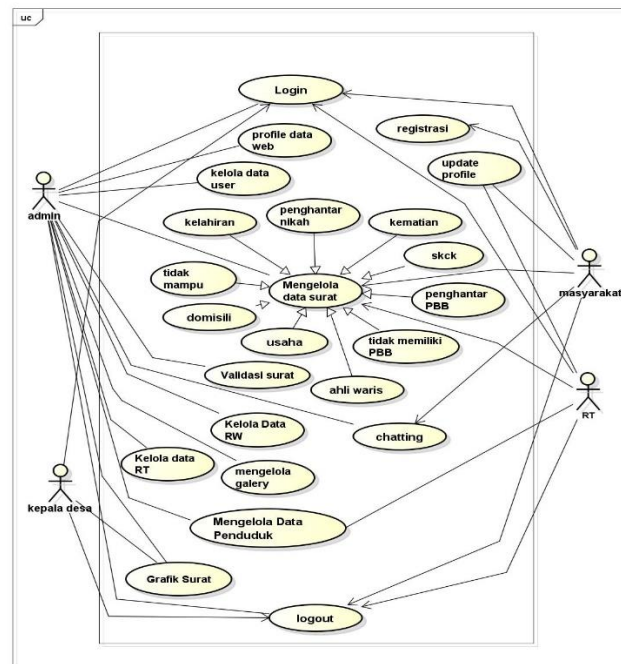 uc
Login
registrasi
profile data
web
update
profile
kelola data
user
admin
penghantar
nikah
kelahiran
kematian
skck
tidak
mampu
Mengelola
data surat
penghantar
PBB
masyarakat
domisili
usaha
tidak memiliki
PBB
Validasi surat
ahli waris
RT
Kelola Data
RW
chatting
Kelola data
RT
mengelola
galery
kepala desa
Mengelola Data
Penduduk
Grafik Surat
logout